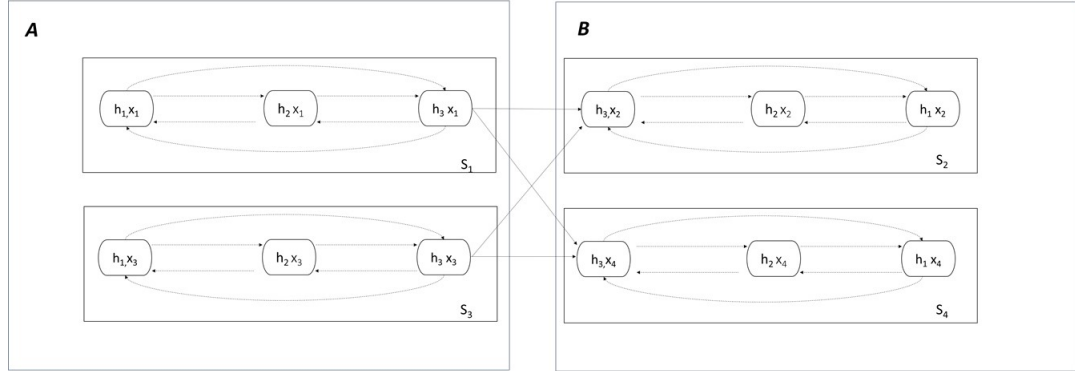 A
B
h₁,x₁
h₂ x₁
h₃ x₁
S₁
h₃,x₂
h₂ x₂
h₁ x₂
S₂
h₁,x₃
h₂ x₃
h₃ x₃
S₃
h₃,x₄
h₂ x₄
h₁ x₄
S₄